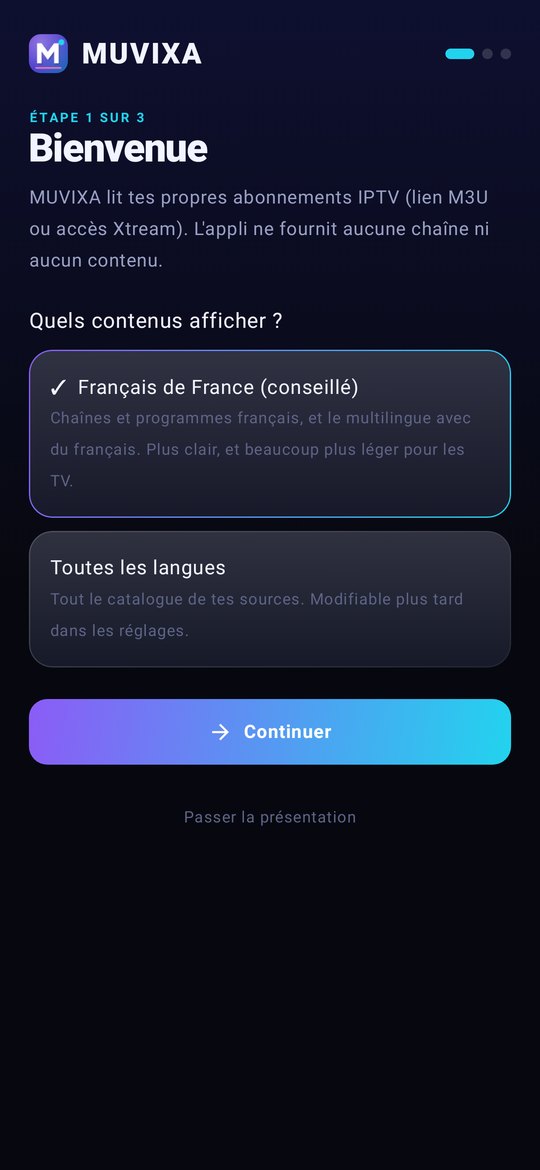 MUVIXA
ÉTAPE 1 SUR 3
Bienvenue
MUVIXA lit tes propres abonnements IPTV (lien M3U
ou accès Xtream). L'appli ne fournit aucune chaîne ni
aucun contenu.
Quels contenus afficher ?
✓ Français de France (conseillé)
Chaînes et programmes français, et le multilingue avec
du français. Plus clair, et beaucoup plus léger pour les
TV.
Toutes les langues
Tout le catalogue de tes sources. Modifiable plus tard
dans les réglages.
→ Continuer
Passer la présentation